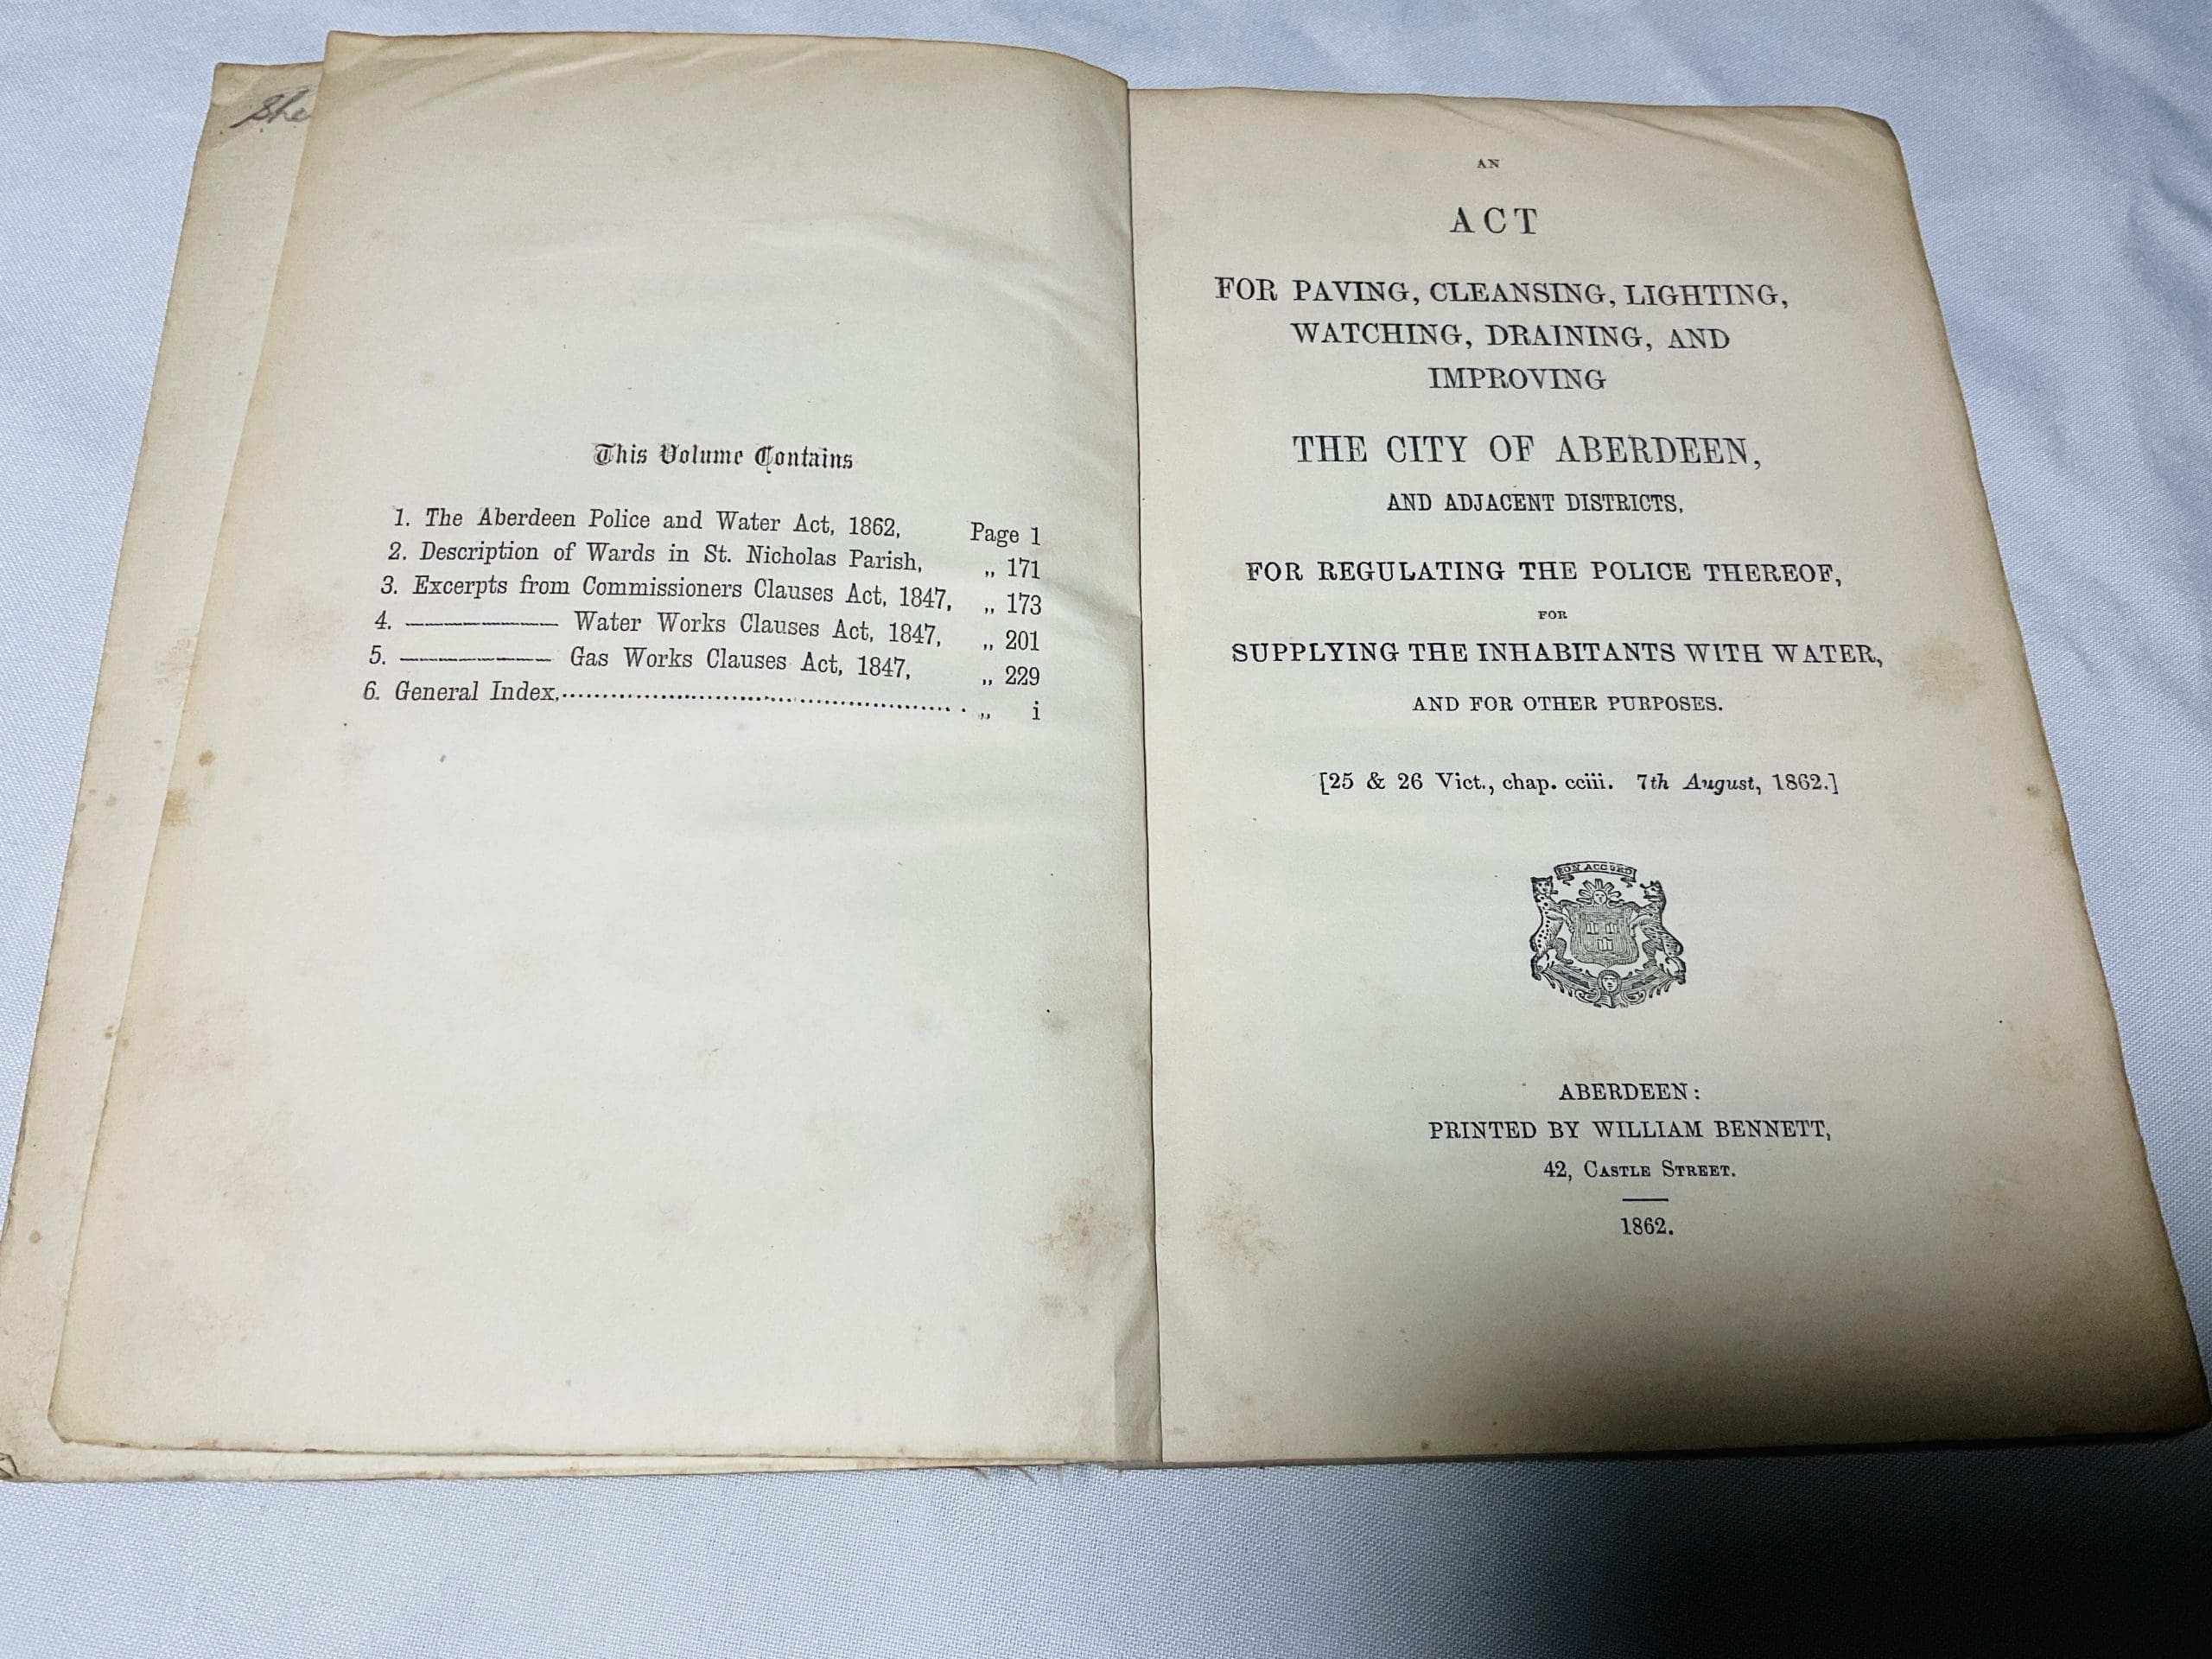 She
This Volume Contains
1. The Aberdeen Police and Water Act, 1862, Page 1
2. Description of Wards in St. Nicholas Parish, „ 171
3. Excerpts from Commissioners Clauses Act, 1847, „ 173
4. ———————— Water Works Clauses Act, 1847, „ 201
5. ———————— Gas Works Clauses Act, 1847, „ 229
6. General Index,........................................................ „ i
AN
ACT
FOR PAVING, CLEANSING, LIGHTING,
WATCHING, DRAINING, AND
IMPROVING
THE CITY OF ABERDEEN,
AND ADJACENT DISTRICTS,
FOR REGULATING THE POLICE THEREOF,
FOR
SUPPLYING THE INHABITANTS WITH WATER,
AND FOR OTHER PURPOSES.
[25 & 26 Vict., chap. cciii. 7th August, 1862.]
BON ACCORD
ABERDEEN:
PRINTED BY WILLIAM BENNETT,
42, CASTLE STREET.
1862.